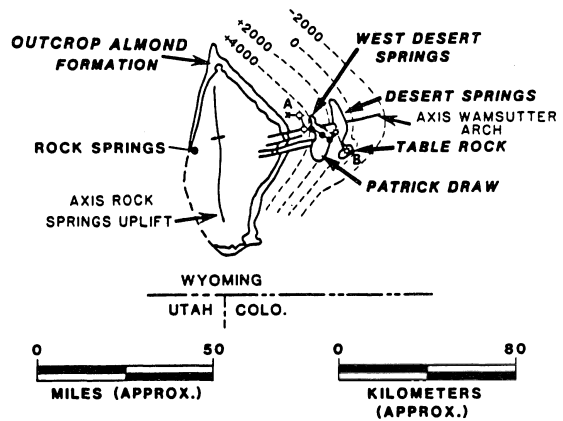 -2000
0
+2000
+4000
OUTCROP ALMOND
FORMATION
WEST DESERT
SPRINGS
A
DESERT SPRINGS
AXIS WAMSUTTER
ARCH
ROCK SPRINGS
TABLE ROCK
B
PATRICK DRAW
AXIS ROCK
SPRINGS UPLIFT
WYOMING
UTAH
COLO.
0 50
MILES (APPROX.)
0 80
KILOMETERS
(APPROX.)